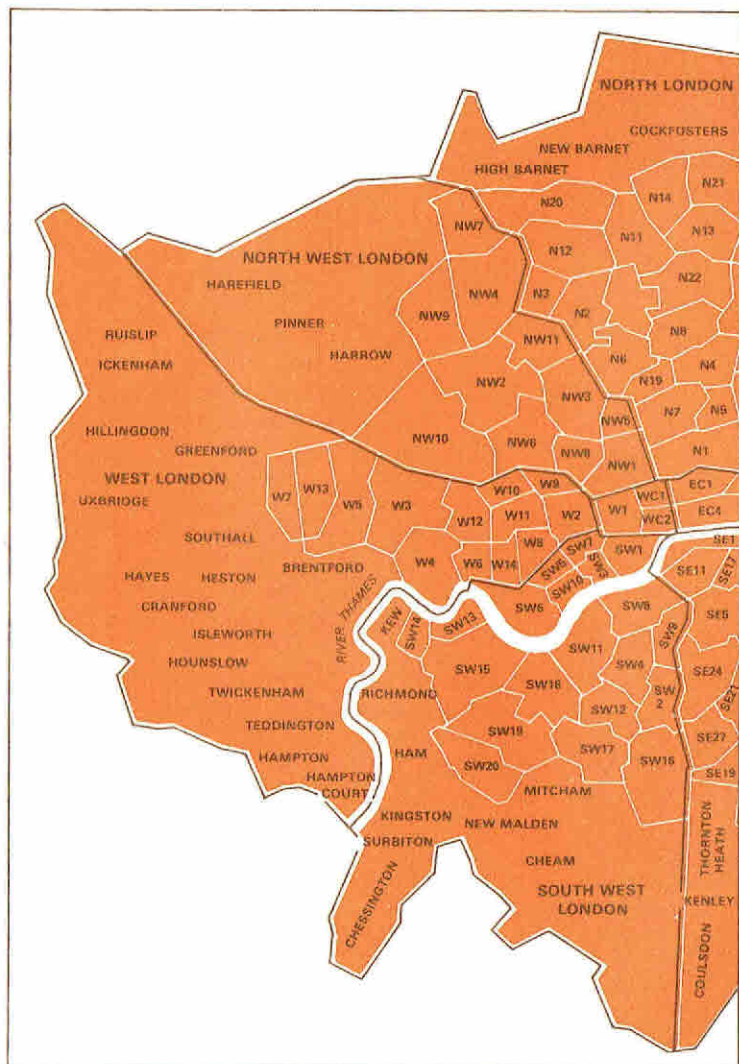 NORTH LONDON
COCKFOSTERS
NEW BARNET
HIGH BARNET
N21
N14
N20
N11
N13
NW7
N12
NORTH WEST LONDON
HAREFIELD
N22
NW4
N3
N2
NW9
PINNER
N8
RUISLIP
NW11
HARROW
N6
ICKENHAM
N4
NW2
N19
NW3
NW5
N7
N5
HILLINGDON
NW10
NW6
GREENFORD
NW8
NW1
N1
WEST LONDON
W7
W13
W5
W3
W10
W9
EC1
UXBRIDGE
WC1
W12
W11
W2
W1
WC2
EC4
SOUTHALL
W8
SW7
SW1
SE1
BRENTFORD
W4
W6
W14
SW5
SW3
SE11
SE17
HAYES
HESTON
SW10
CRANFORD
RIVER THAMES
KEW
SW14
SW13
SW6
SW8
SE5
ISLEWORTH
SW9
HOUNSLOW
SW15
SW11
SW4
SE24
TWICKENHAM
RICHMOND
SW18
SW
2
SE21
TEDDINGTON
SW19
SW12
SE27
HAMPTON
HAM
SW20
SW17
SW16
SE19
HAMPTON
COURT
MITCHAM
KINGSTON
NEW MALDEN
SURBITON
THORNTON
HEATH
CHEAM
CHESSINGTON
SOUTH WEST
LONDON
KENLEY
COULSDON